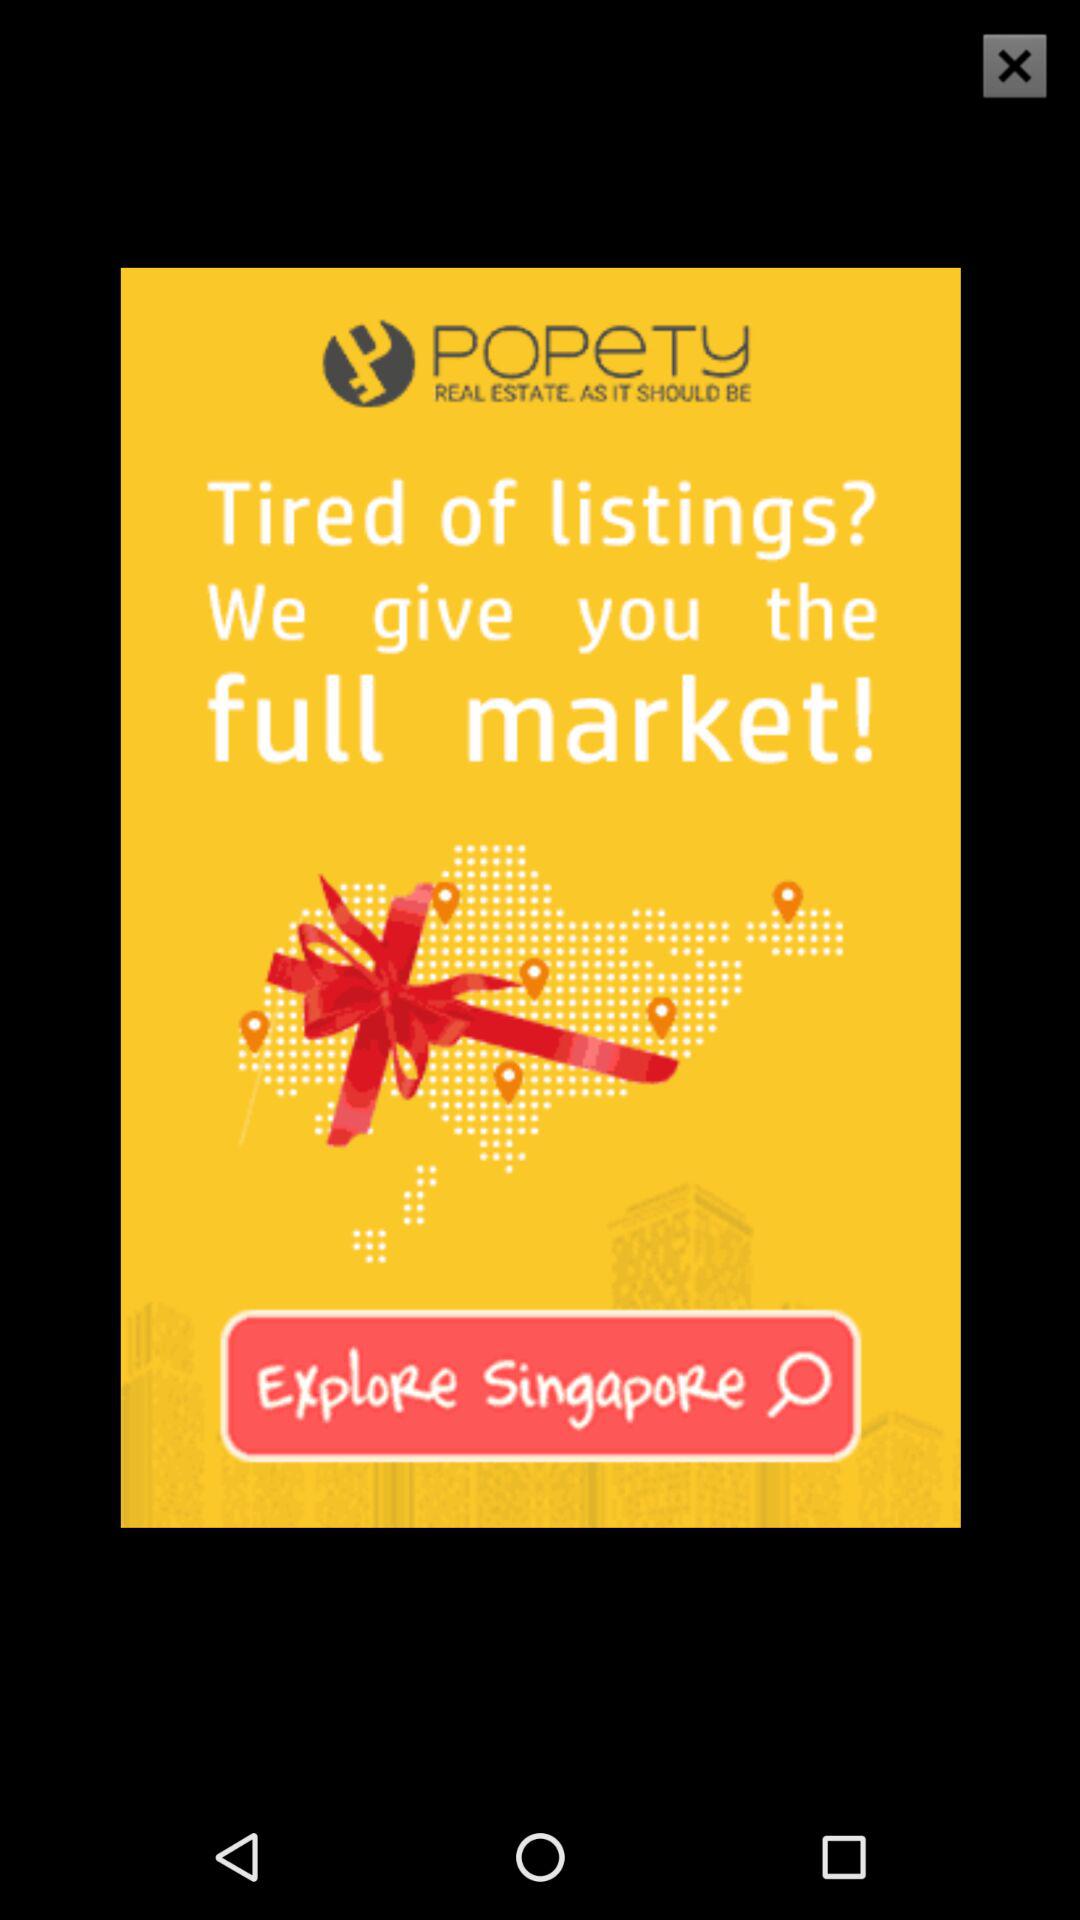 POPETY
REAL ESTATE. AS IT SHOULD BE
Tired of listings?
We give you the
full market!
Explore Singapore